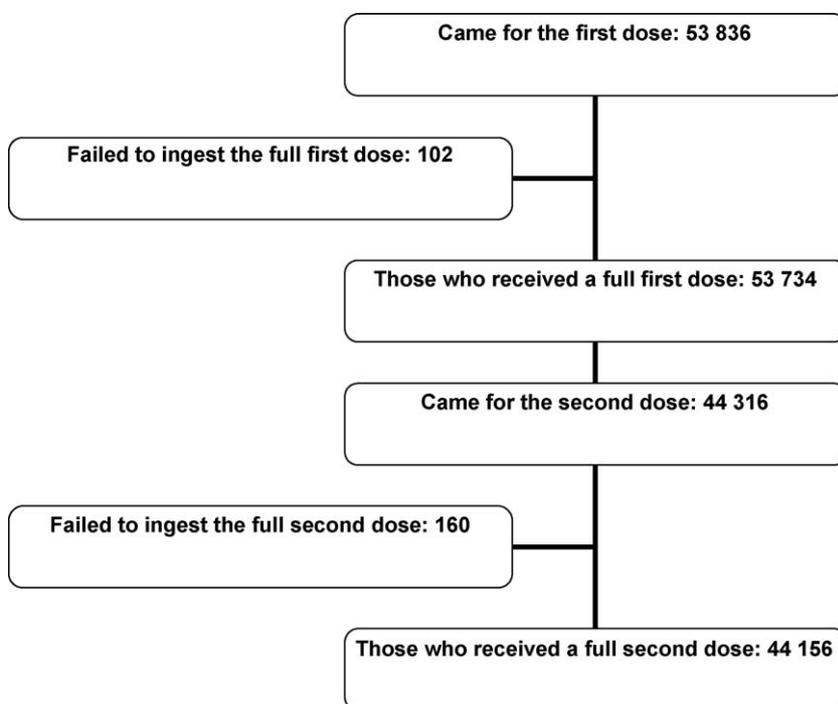 Came for the first dose: 53 836
Failed to ingest the full first dose: 102
Those who received a full first dose: 53 734
Came for the second dose: 44 316
Failed to ingest the full second dose: 160
Those who received a full second dose: 44 156